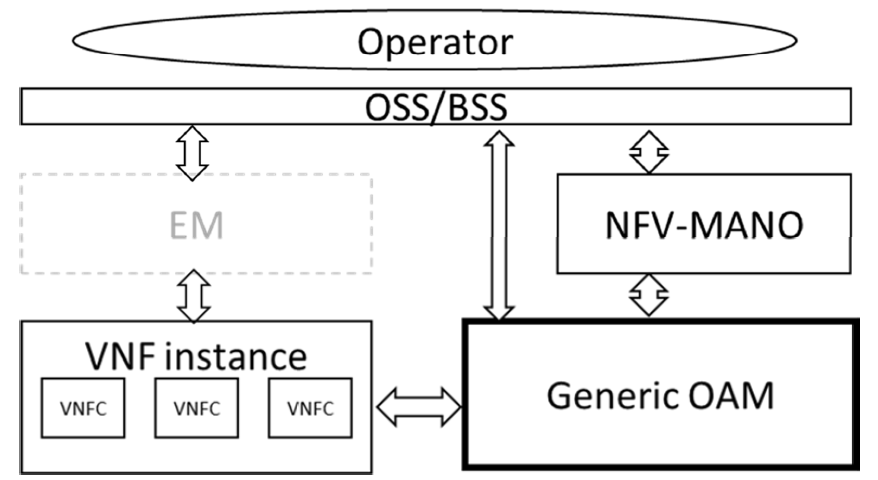 Operator
OSS/BSS
EM
NFV-MANO
VNF instance
VNFC VNFC VNFC
Generic OAM